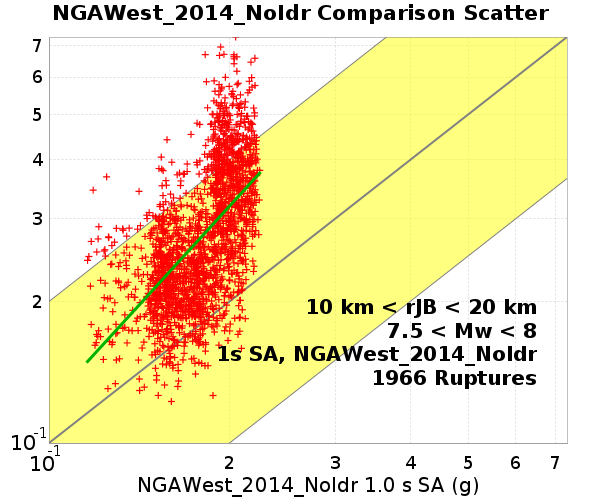 NGAWest_2014_NoIdr Comparison Scatter
7
6
5
4
3
2
10 km < rJB < 20 km
7.5 < Mw < 8
1s SA, NGAWest_2014_NoIdr
1966 Ruptures
10-1
10-1 2 3 4 5 6 7
NGAWest_2014_NoIdr 1.0 s SA (g)